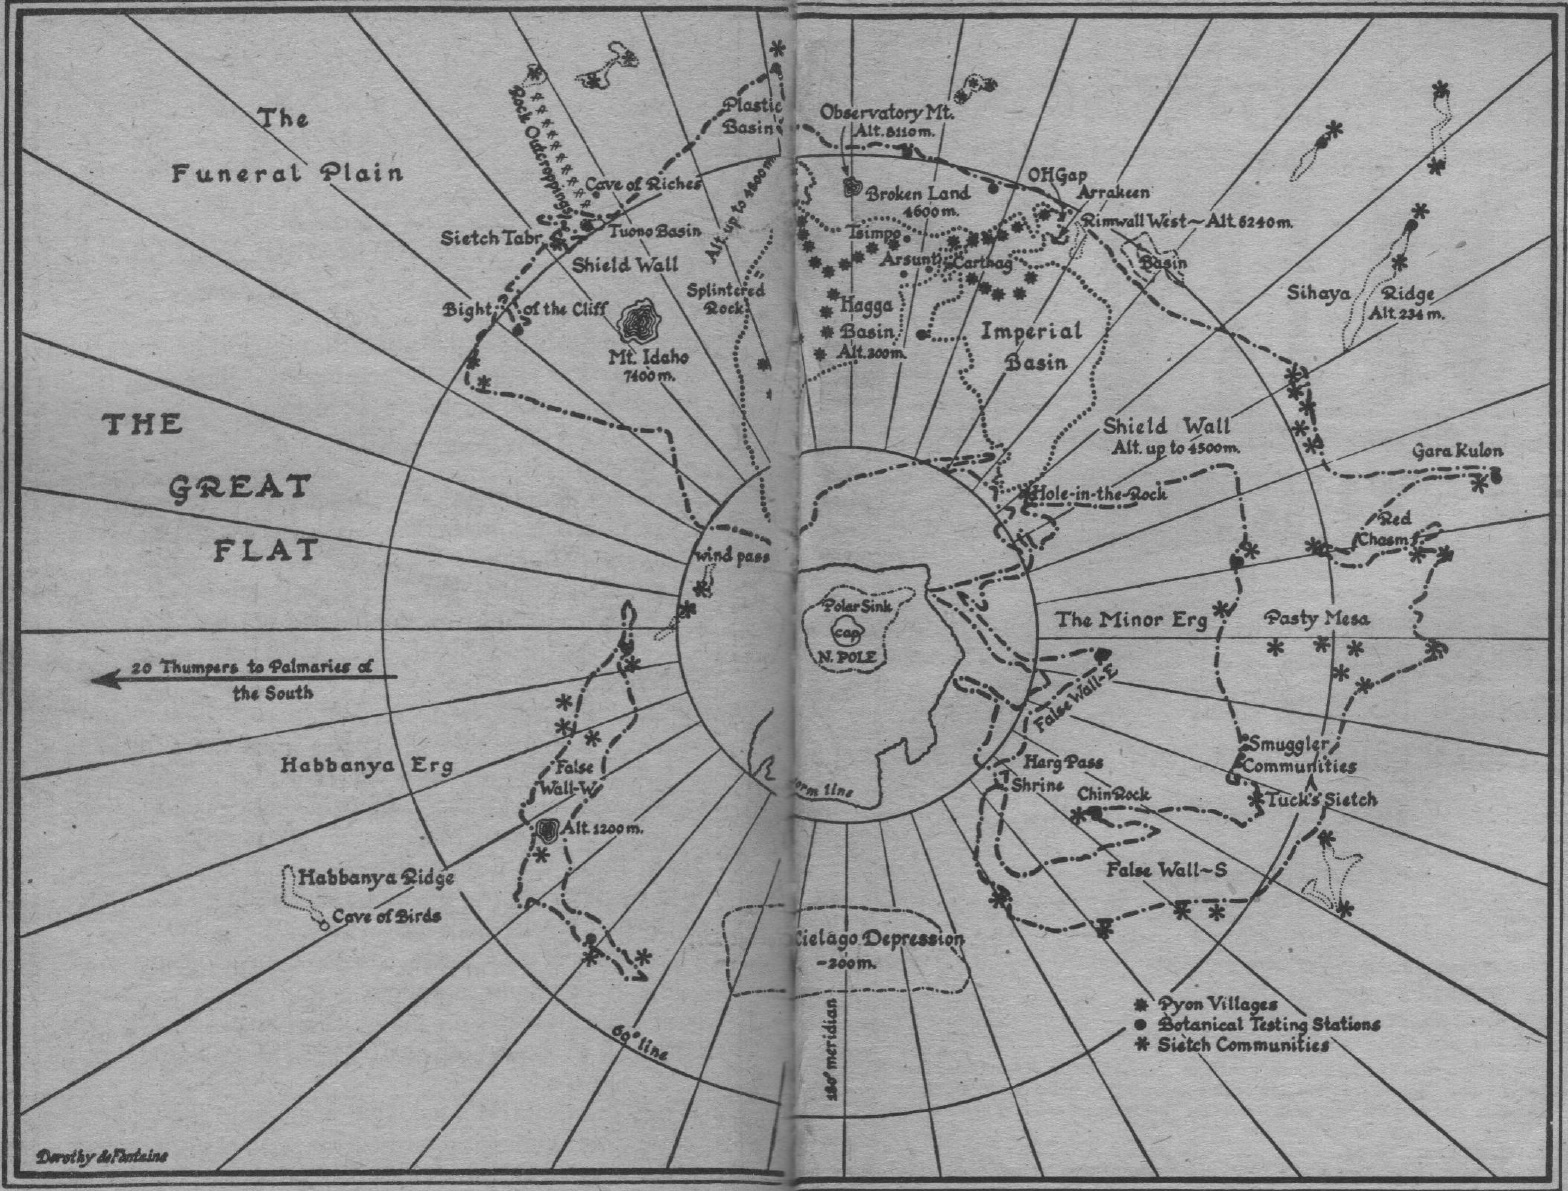 The
Funeral Plain
THE
GREAT
FLAT
Rock Outcroppings
Cave of Riches
Sietch Tabr
Tuono Basin
Shield Wall
Bight of the Cliff
Mt. Idaho
7400 m.
Plastic
Basin
Alt. up to 4800 m.
Splintered
Rock
Observatory Mt.
Alt. 8110 m.
Broken Land
4600 m.
Tsimpo
Arsunt
Carthag
Hagga
Basin
Alt. 300 m.
Imperial
Basin
OH Gap
Arrakeen
Rimwall West~Alt. 6240 m.
Basin
Sihaya Ridge
Alt. 234 m.
Shield Wall
Alt. up to 4500 m.
Hole-in-the-Rock
Gara Kulon
Red
Chasm
wind pass
Polar Sink
cap
N. POLE
The Minor Erg
Pasty Mesa
20 Thumpers to Palmaries of
the South
False Wall-E
Habbanya Erg
False
Wall-W
Alt. 1200 m.
Harg Pass
Shrine
Chin Rock
Smuggler
Communities
Tuck's Sietch
orm line
False Wall~S
Habbanya Ridge
Cave of Birds
Cielago Depression
-200 m.
60° line
180° meridian
Pyon Villages
Botanical Testing Stations
Sietch Communities
Dorothy de Fontaine